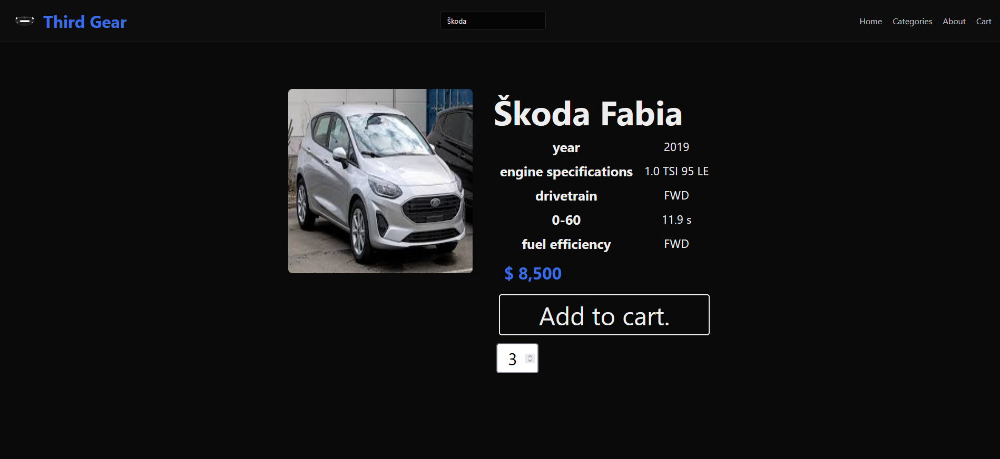 Third Gear
Škoda
Home Categories About Cart
Škoda Fabia
year 2019
engine specifications 1.0 TSI 95 LE
drivetrain FWD
0-60 11.9 s
fuel efficiency FWD
$ 8,500
Add to cart.
3